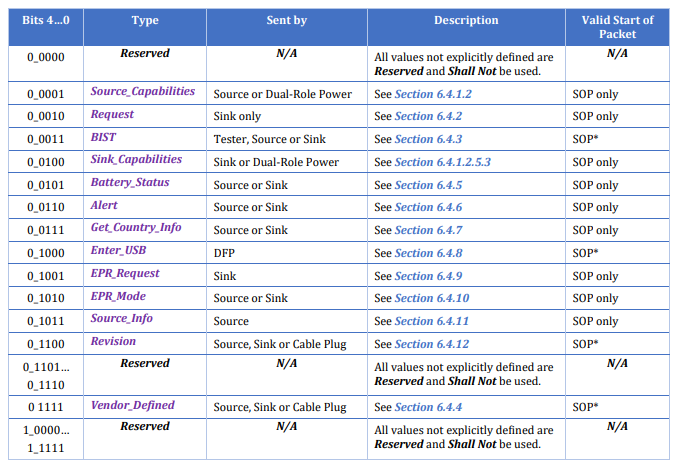 Bits 4…0 Type Sent by Description Valid Start of
Packet
0_0000 Reserved N/A All values not explicitly defined are N/A
Reserved and Shall Not be used.
0_0001 Source_Capabilities Source or Dual-Role Power See Section 6.4.1.2 SOP only
0_0010 Request Sink only See Section 6.4.2 SOP only
0_0011 BIST Tester, Source or Sink See Section 6.4.3 SOP*
0_0100 Sink_Capabilities Sink or Dual-Role Power See Section 6.4.1.2.5.3 SOP only
0_0101 Battery_Status Source or Sink See Section 6.4.5 SOP only
0_0110 Alert Source or Sink See Section 6.4.6 SOP only
0_0111 Get_Country_Info Source or Sink See Section 6.4.7 SOP only
0_1000 Enter_USB DFP See Section 6.4.8 SOP*
0_1001 EPR_Request Sink See Section 6.4.9 SOP only
0_1010 EPR_Mode Source or Sink See Section 6.4.10 SOP only
0_1011 Source_Info Source See Section 6.4.11 SOP only
0_1100 Revision Source, Sink or Cable Plug See Section 6.4.12 SOP*
0_1101… Reserved N/A All values not explicitly defined are N/A
0_1110 Reserved and Shall Not be used.
0 1111 Vendor_Defined Source, Sink or Cable Plug See Section 6.4.4 SOP*
1_0000… Reserved N/A All values not explicitly defined are N/A
1_1111 Reserved and Shall Not be used.